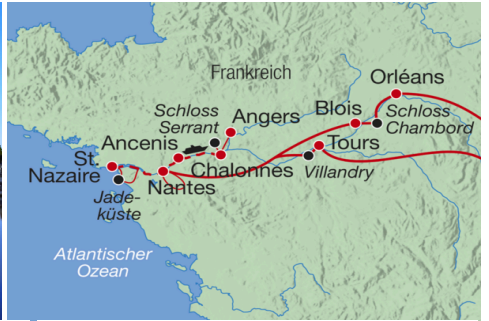 Frankreich
Orléans
Schloss
Serrant
Angers
Blois
Schloss
Chambord
Ancenis
Tours
St.
Nazaire
Chalonnes
Villandry
Nantes
Jade-
küste
Atlantischer
Ozean